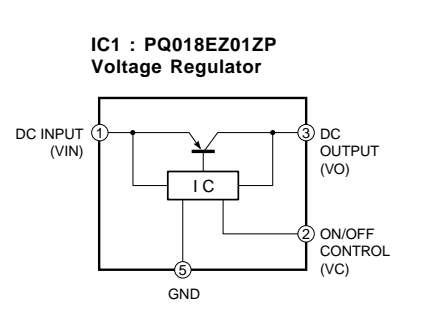 IC1 : PQ018EZ01ZP
Voltage Regulator
DC INPUT
(VIN)
1
3
DC
OUTPUT
(VO)
I C
2
ON/OFF
CONTROL
(VC)
5
GND